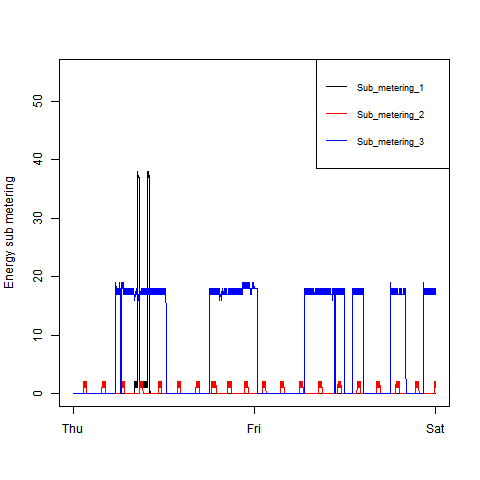 Energy sub metering
50
40
30
20
10
0
Thu
Fri
Sat
Sub_metering_1
Sub_metering_2
Sub_metering_3